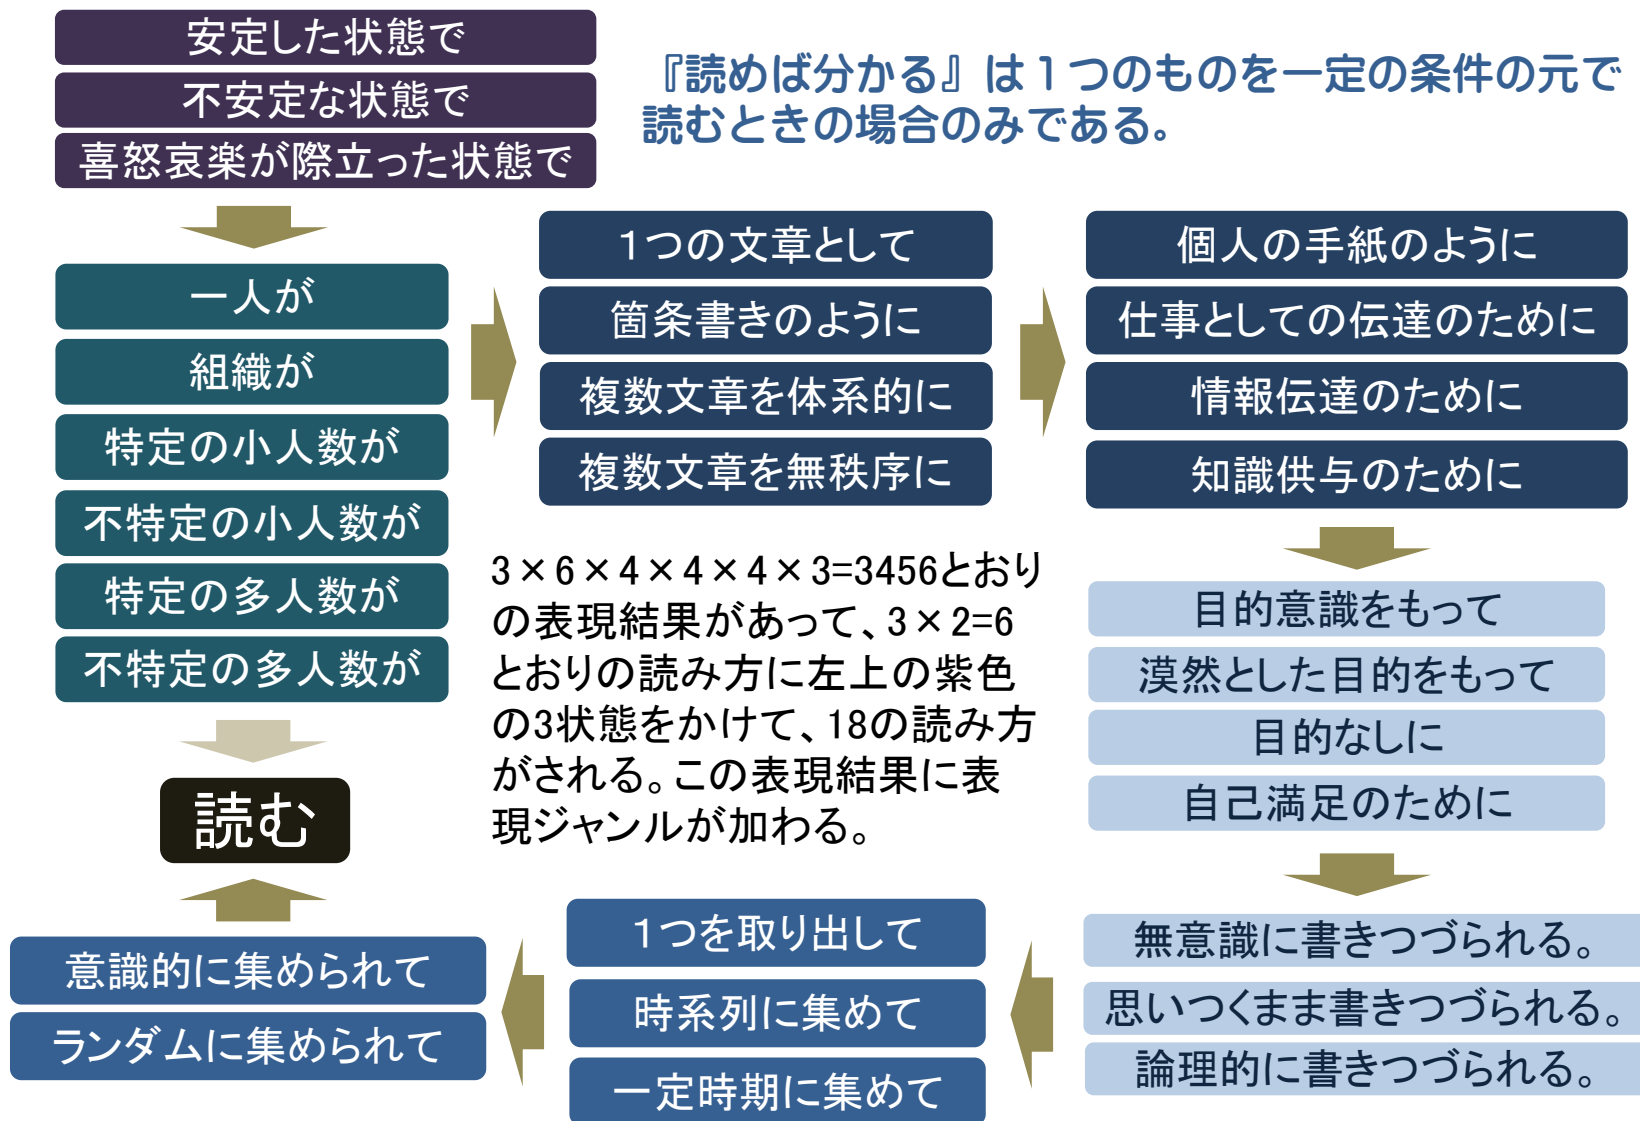 安定した状態で
不安定な状態で
喜怒哀楽が際立った状態で
『読めば分かる』は１つのものを一定の条件の元で
読むときの場合のみである。
一人が
組織が
特定の小人数が
不特定の小人数が
特定の多人数が
不特定の多人数が
１つの文章として
箇条書きのように
複数文章を体系的に
複数文章を無秩序に
個人の手紙のように
仕事としての伝達のために
情報伝達のために
知識供与のために
3×6×4×4×4×3=3456とおり
の表現結果があって、3×2=6
とおりの読み方に左上の紫色
の3状態をかけて、18の読み方
がされる。この表現結果に表
現ジャンルが加わる。
目的意識をもって
漠然とした目的をもって
目的なしに
自己満足のために
無意識に書きつづられる。
思いつくまま書きつづられる。
論理的に書きつづられる。
１つを取り出して
時系列に集めて
一定時期に集めて
意識的に集められて
ランダムに集められて
読む